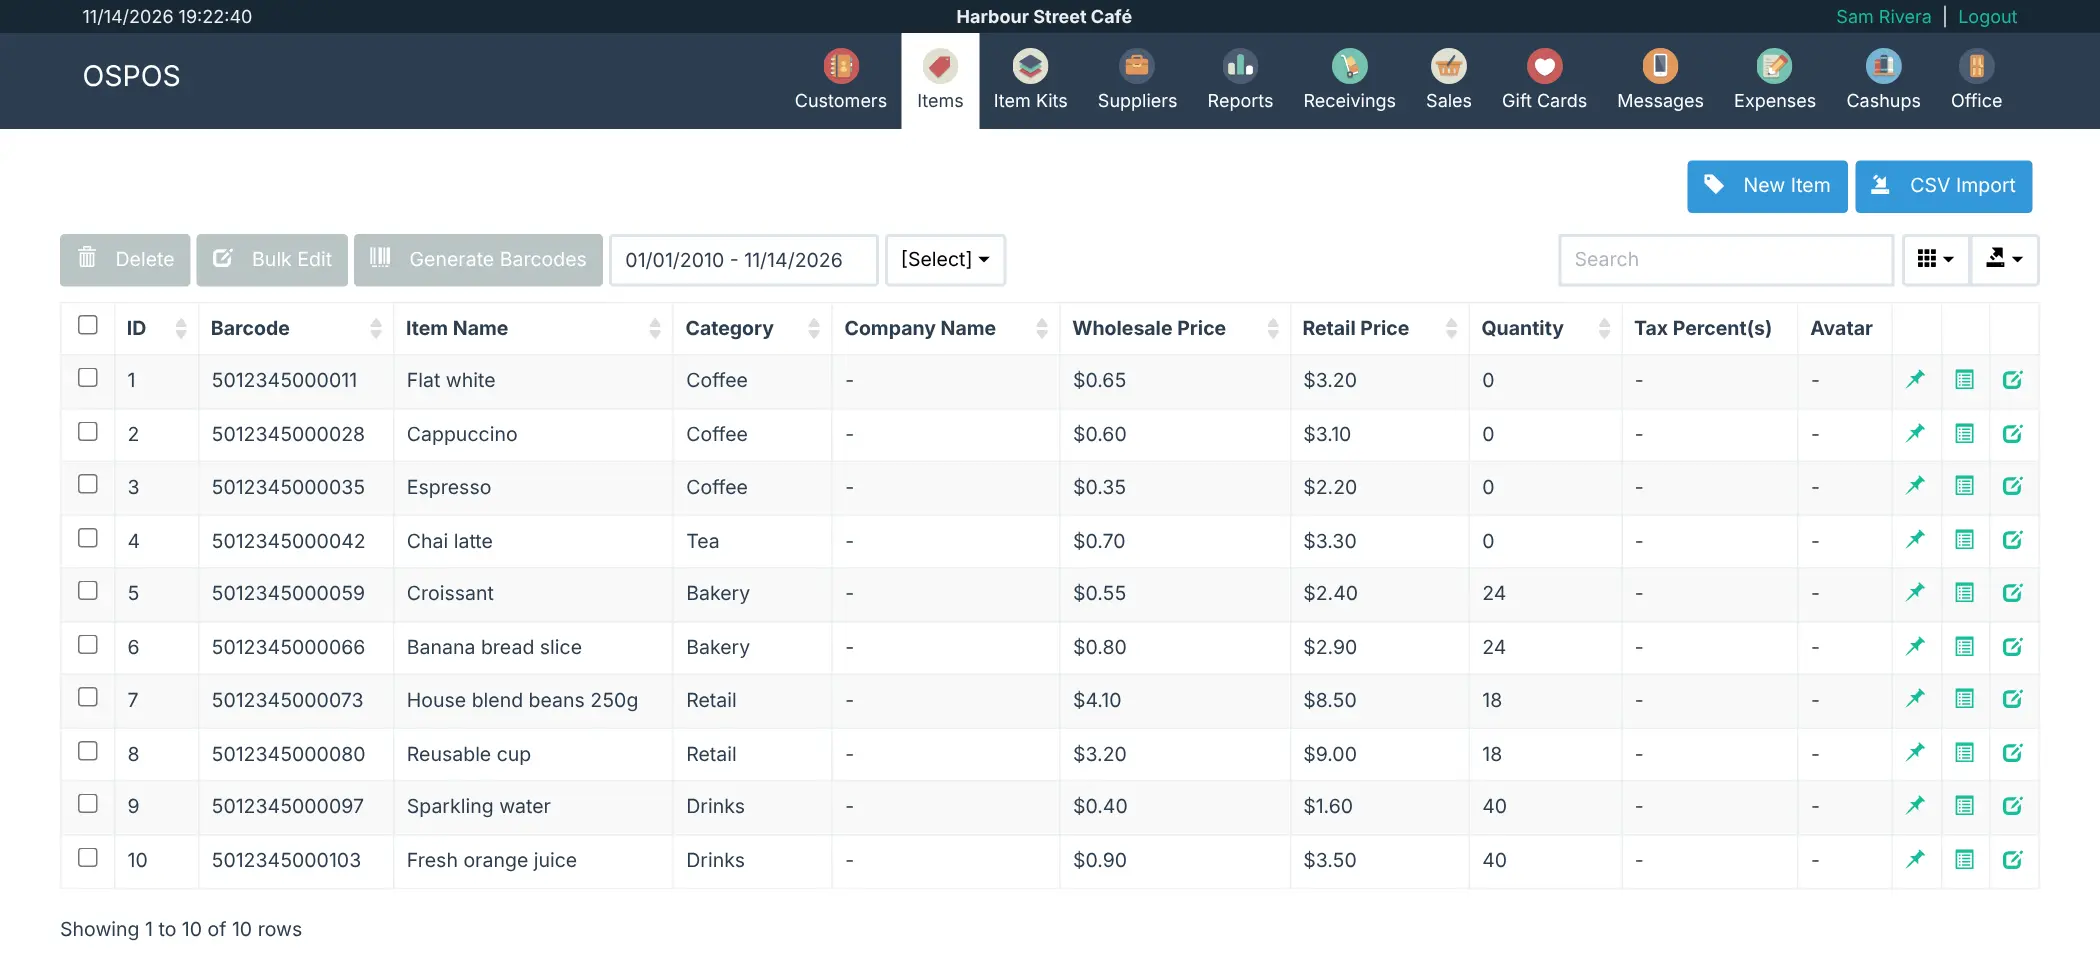 11/14/2026 19:22:40 Harbour Street Café Sam Rivera | Logout
OSPOS Customers Items Item Kits Suppliers Reports Receivings Sales Gift Cards Messages Expenses Cashups Office
New Item CSV Import
Delete Bulk Edit Generate Barcodes 01/01/2010 - 11/14/2026 [Select] Search
ID Barcode Item Name Category Company Name Wholesale Price Retail Price Quantity Tax Percent(s) Avatar
1 5012345000011 Flat white Coffee - $0.65 $3.20 0 - -
2 5012345000028 Cappuccino Coffee - $0.60 $3.10 0 - -
3 5012345000035 Espresso Coffee - $0.35 $2.20 0 - -
4 5012345000042 Chai latte Tea - $0.70 $3.30 0 - -
5 5012345000059 Croissant Bakery - $0.55 $2.40 24 - -
6 5012345000066 Banana bread slice Bakery - $0.80 $2.90 24 - -
7 5012345000073 House blend beans 250g Retail - $4.10 $8.50 18 - -
8 5012345000080 Reusable cup Retail - $3.20 $9.00 18 - -
9 5012345000097 Sparkling water Drinks - $0.40 $1.60 40 - -
10 5012345000103 Fresh orange juice Drinks - $0.90 $3.50 40 - -
Showing 1 to 10 of 10 rows